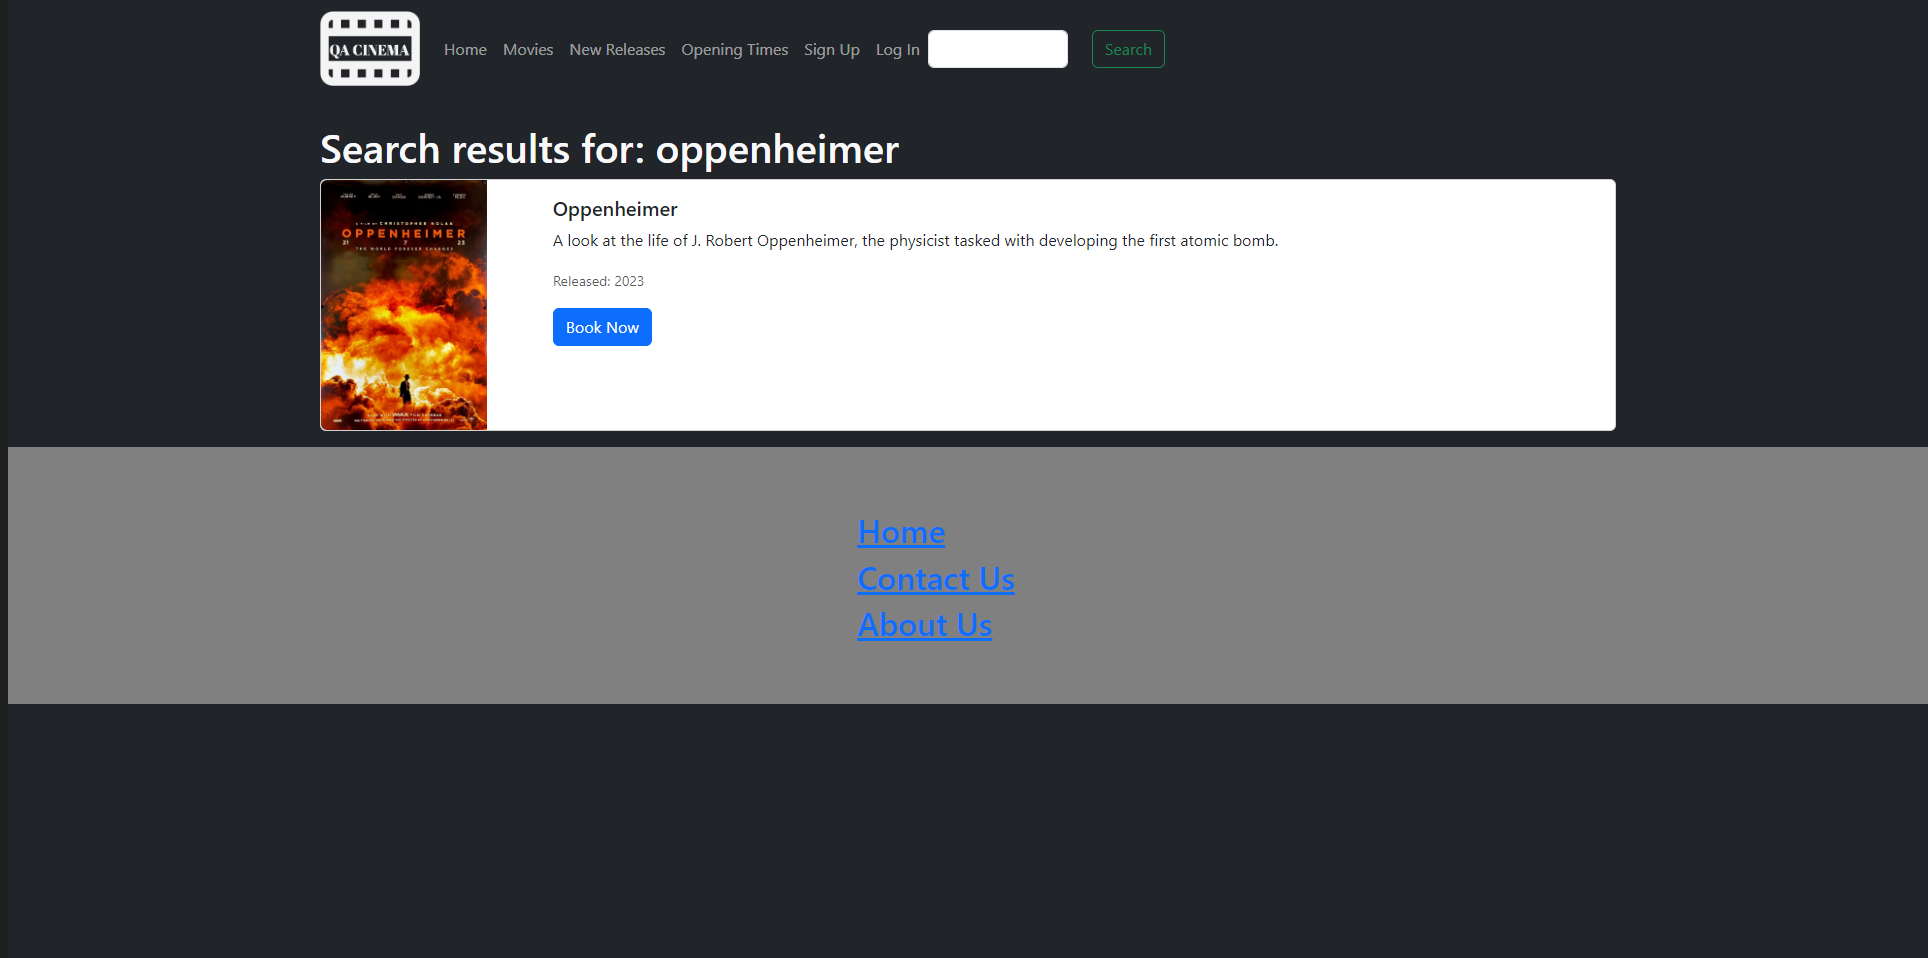 QA CINEMA
Home Movies New Releases Opening Times Sign Up Log In Search
Search results for: oppenheimer
A FILM BY CHRISTOPHER NOLAN
OPPENHEIMER
21 7 23
THE WORLD FOREVER CHANGES
Oppenheimer
A look at the life of J. Robert Oppenheimer, the physicist tasked with developing the first atomic bomb.
Released: 2023
Book Now
Home
Contact Us
About Us